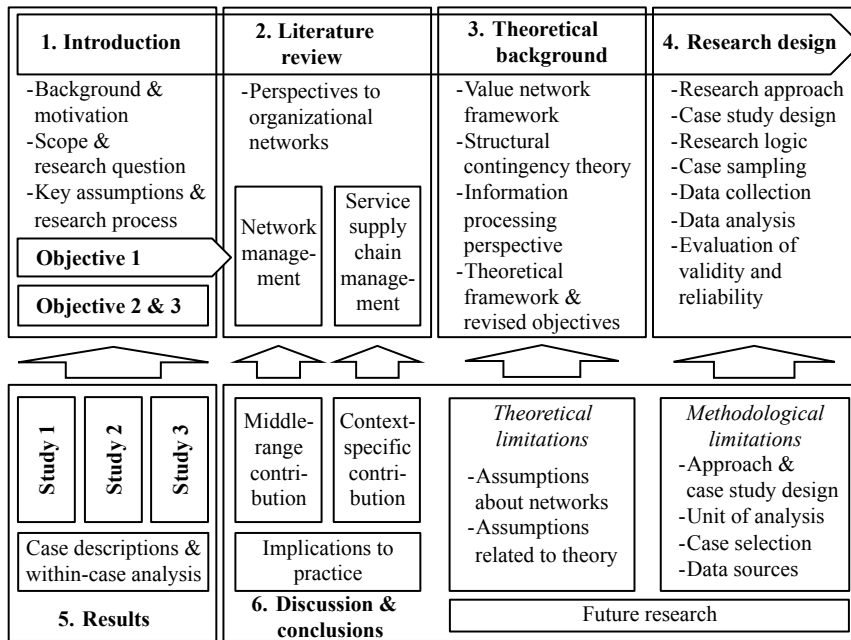 1. Introduction
-Background &
motivation
-Scope &
research question
-Key assumptions &
research process
Objective 1
Objective 2 & 3
2. Literature
review
-Perspectives to
organizational
networks
Network
manage-
ment
Service
supply
chain
manage-
ment
3. Theoretical
background
-Value network
framework
-Structural
contingency theory
-Information
processing
perspective
-Theoretical
framework &
revised objectives
4. Research design
-Research approach
-Case study design
-Research logic
-Case sampling
-Data collection
-Data analysis
-Evaluation of
validity and
reliability
Study 1
Study 2
Study 3
Case descriptions &
within-case analysis
5. Results
Middle-
range
contri-
bution
Context-
specific
contri-
bution
Implications to
practice
6. Discussion &
conclusions
Theoretical
limitations
-Assumptions
about networks
-Assumptions
related to theory
Methodological
limitations
-Approach &
case study design
-Unit of analysis
-Case selection
-Data sources
Future research